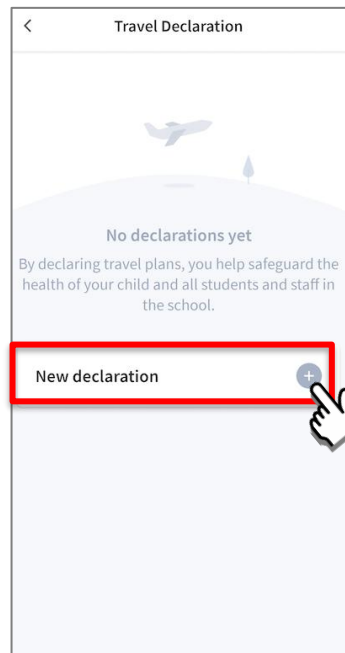 Travel Declaration
No declarations yet
By declaring travel plans, you help safeguard the
health of your child and all students and staff in
the school.
New declaration